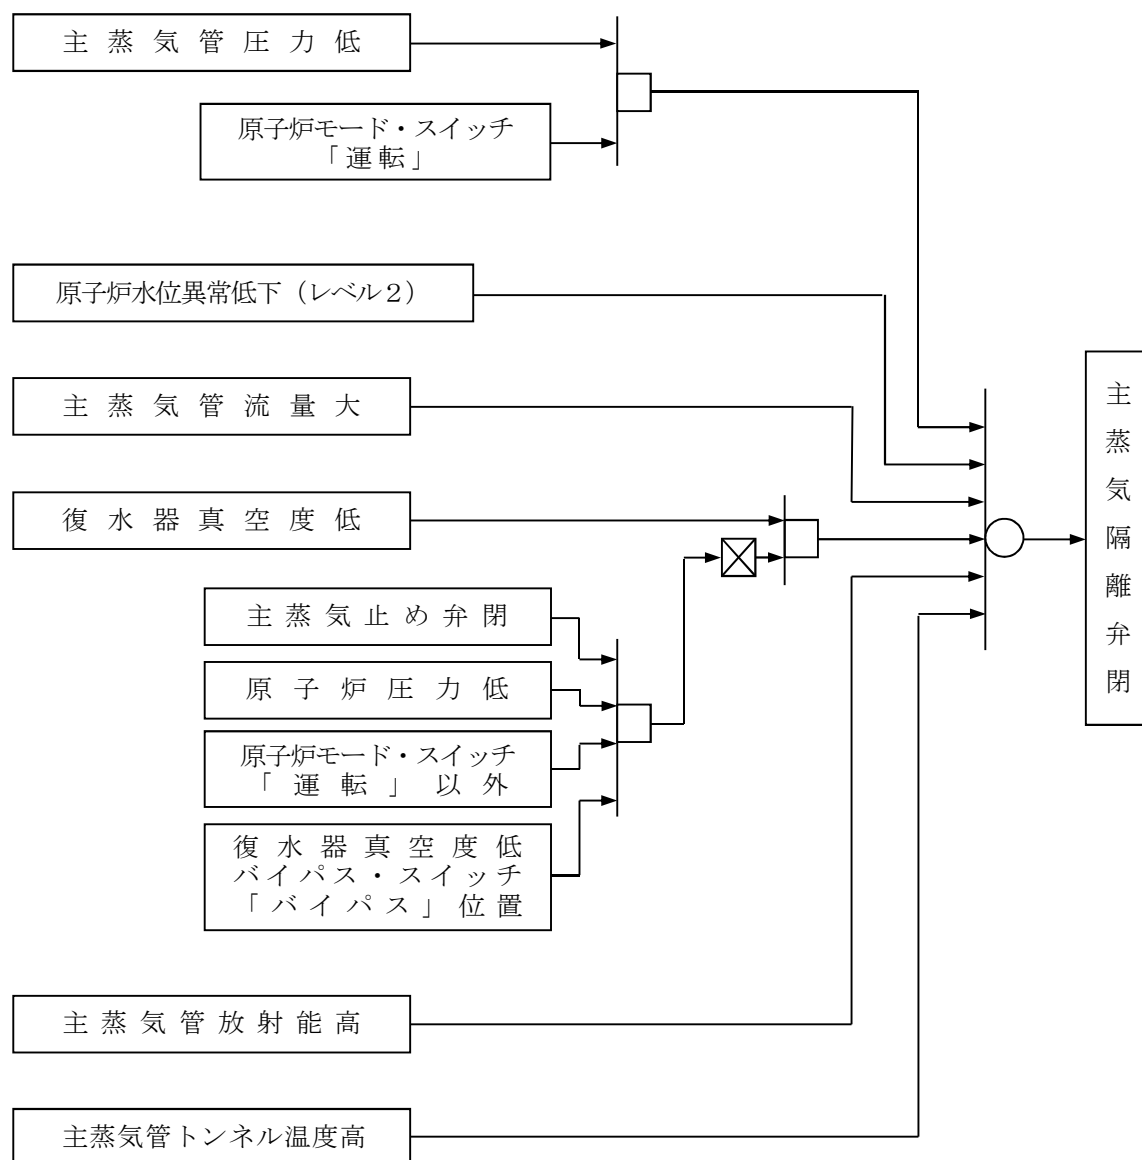 主蒸気管圧力低
原子炉モード・スイッチ
「運転」
原子炉水位異常低下（レベル２）
主蒸気管流量大
復水器真空度低
主蒸気止め弁閉
原子炉圧力低
原子炉モード・スイッチ
「運転」以外
復水器真空度低
バイパス・スイッチ
「バイパス」位置
主蒸気管放射能高
主蒸気管トンネル温度高
主蒸気隔離弁閉